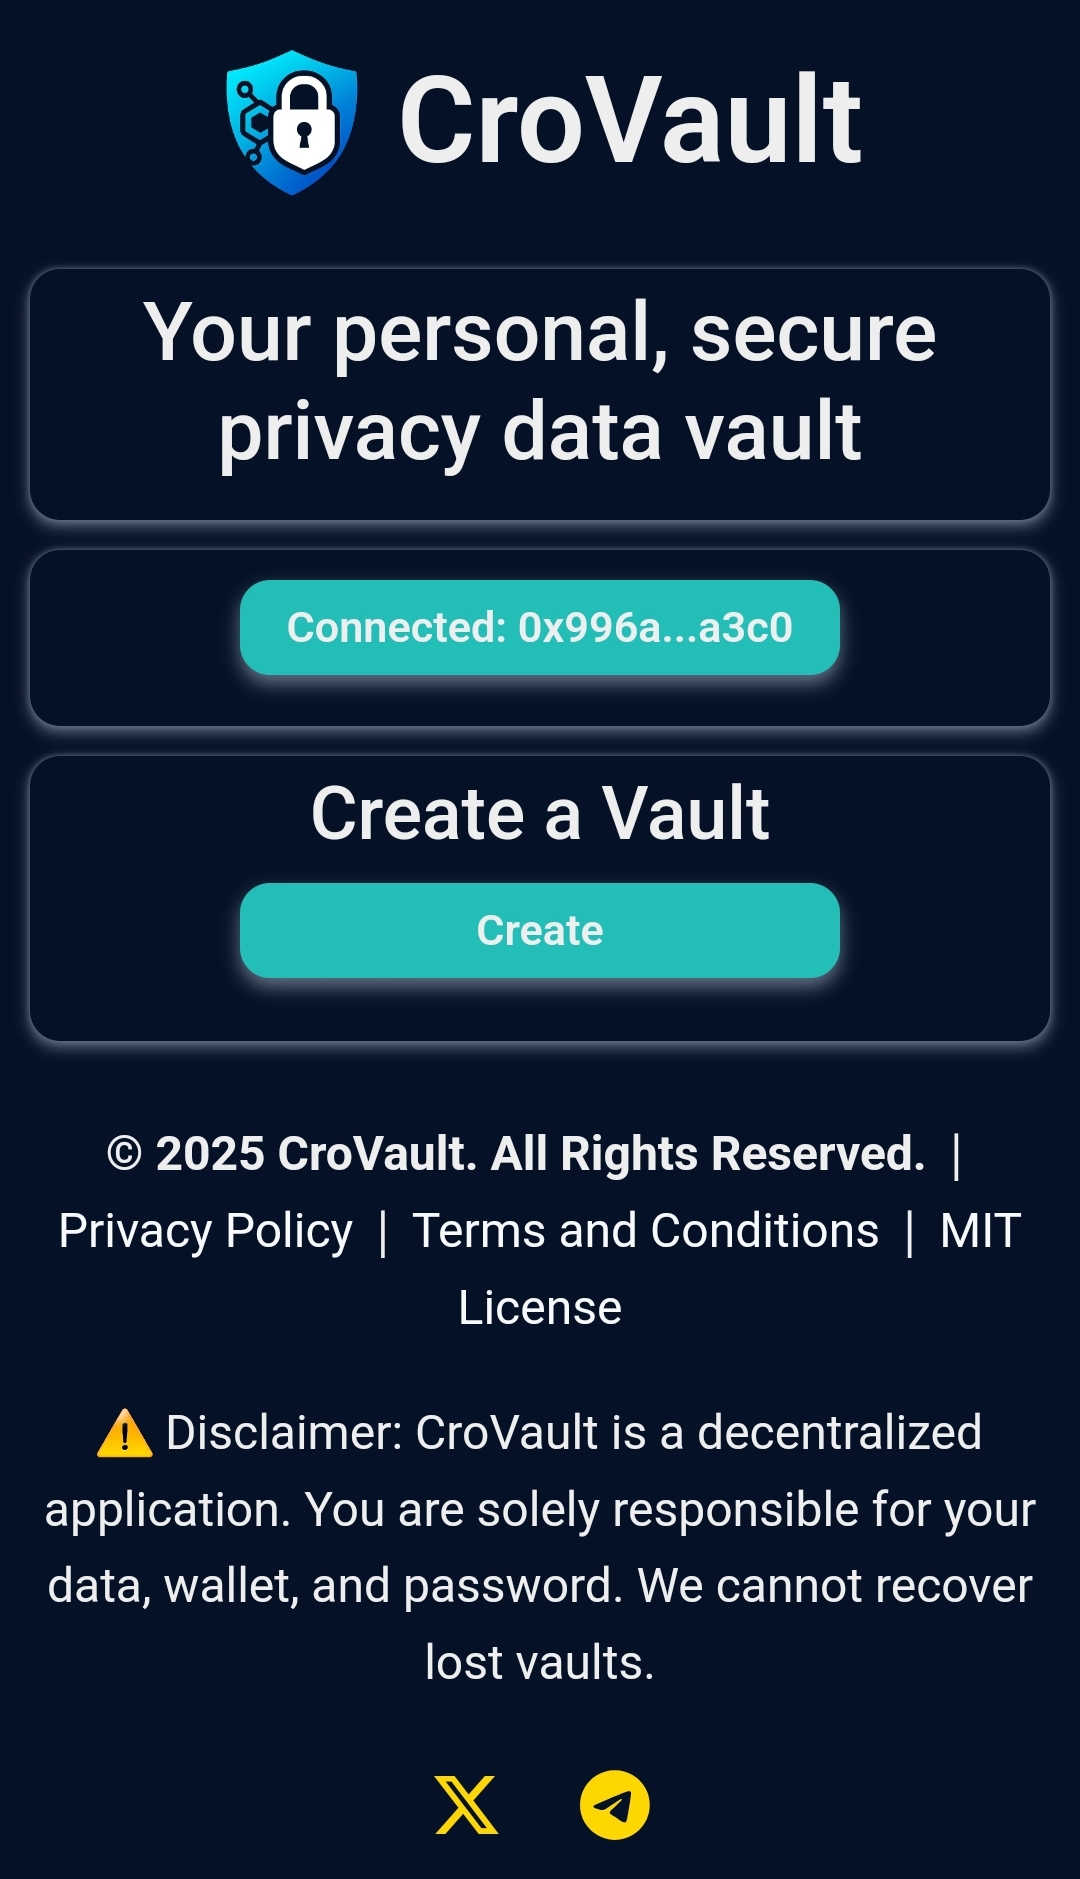 CroVault
Your personal, secure
privacy data vault
Connected: 0x996a...a3c0
Create a Vault
Create
© 2025 CroVault. All Rights Reserved. |
Privacy Policy | Terms and Conditions | MIT
License
⚠️ Disclaimer: CroVault is a decentralized
application. You are solely responsible for your
data, wallet, and password. We cannot recover
lost vaults.